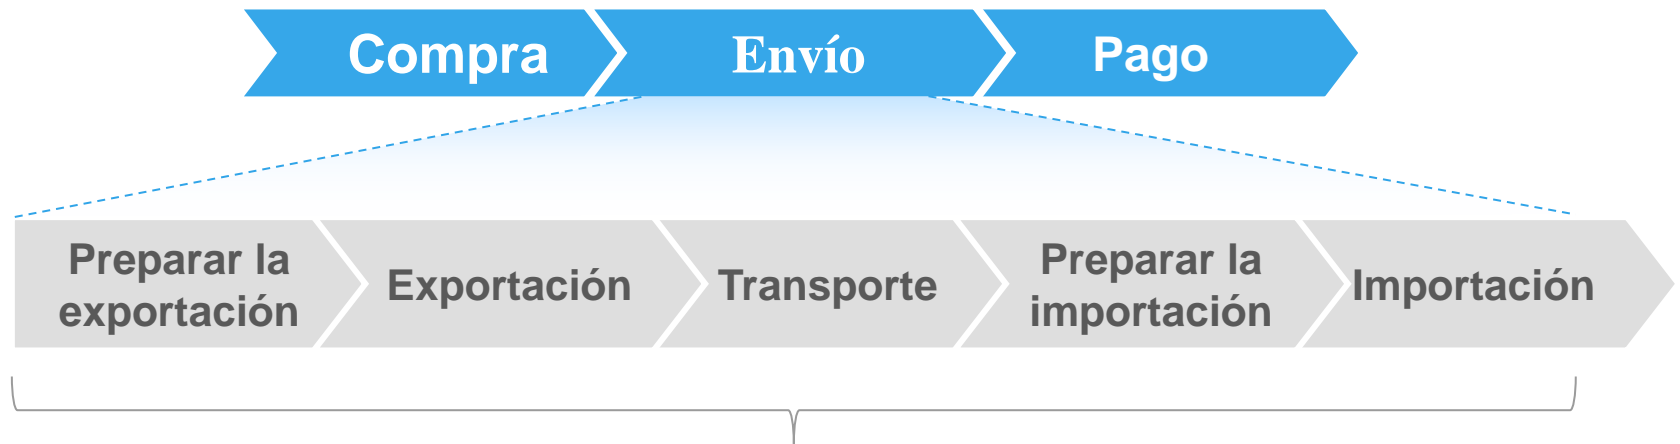 Compra
Envío
Pago
Preparar la
exportación
Exportación
Transporte
Preparar la
importación
Importación